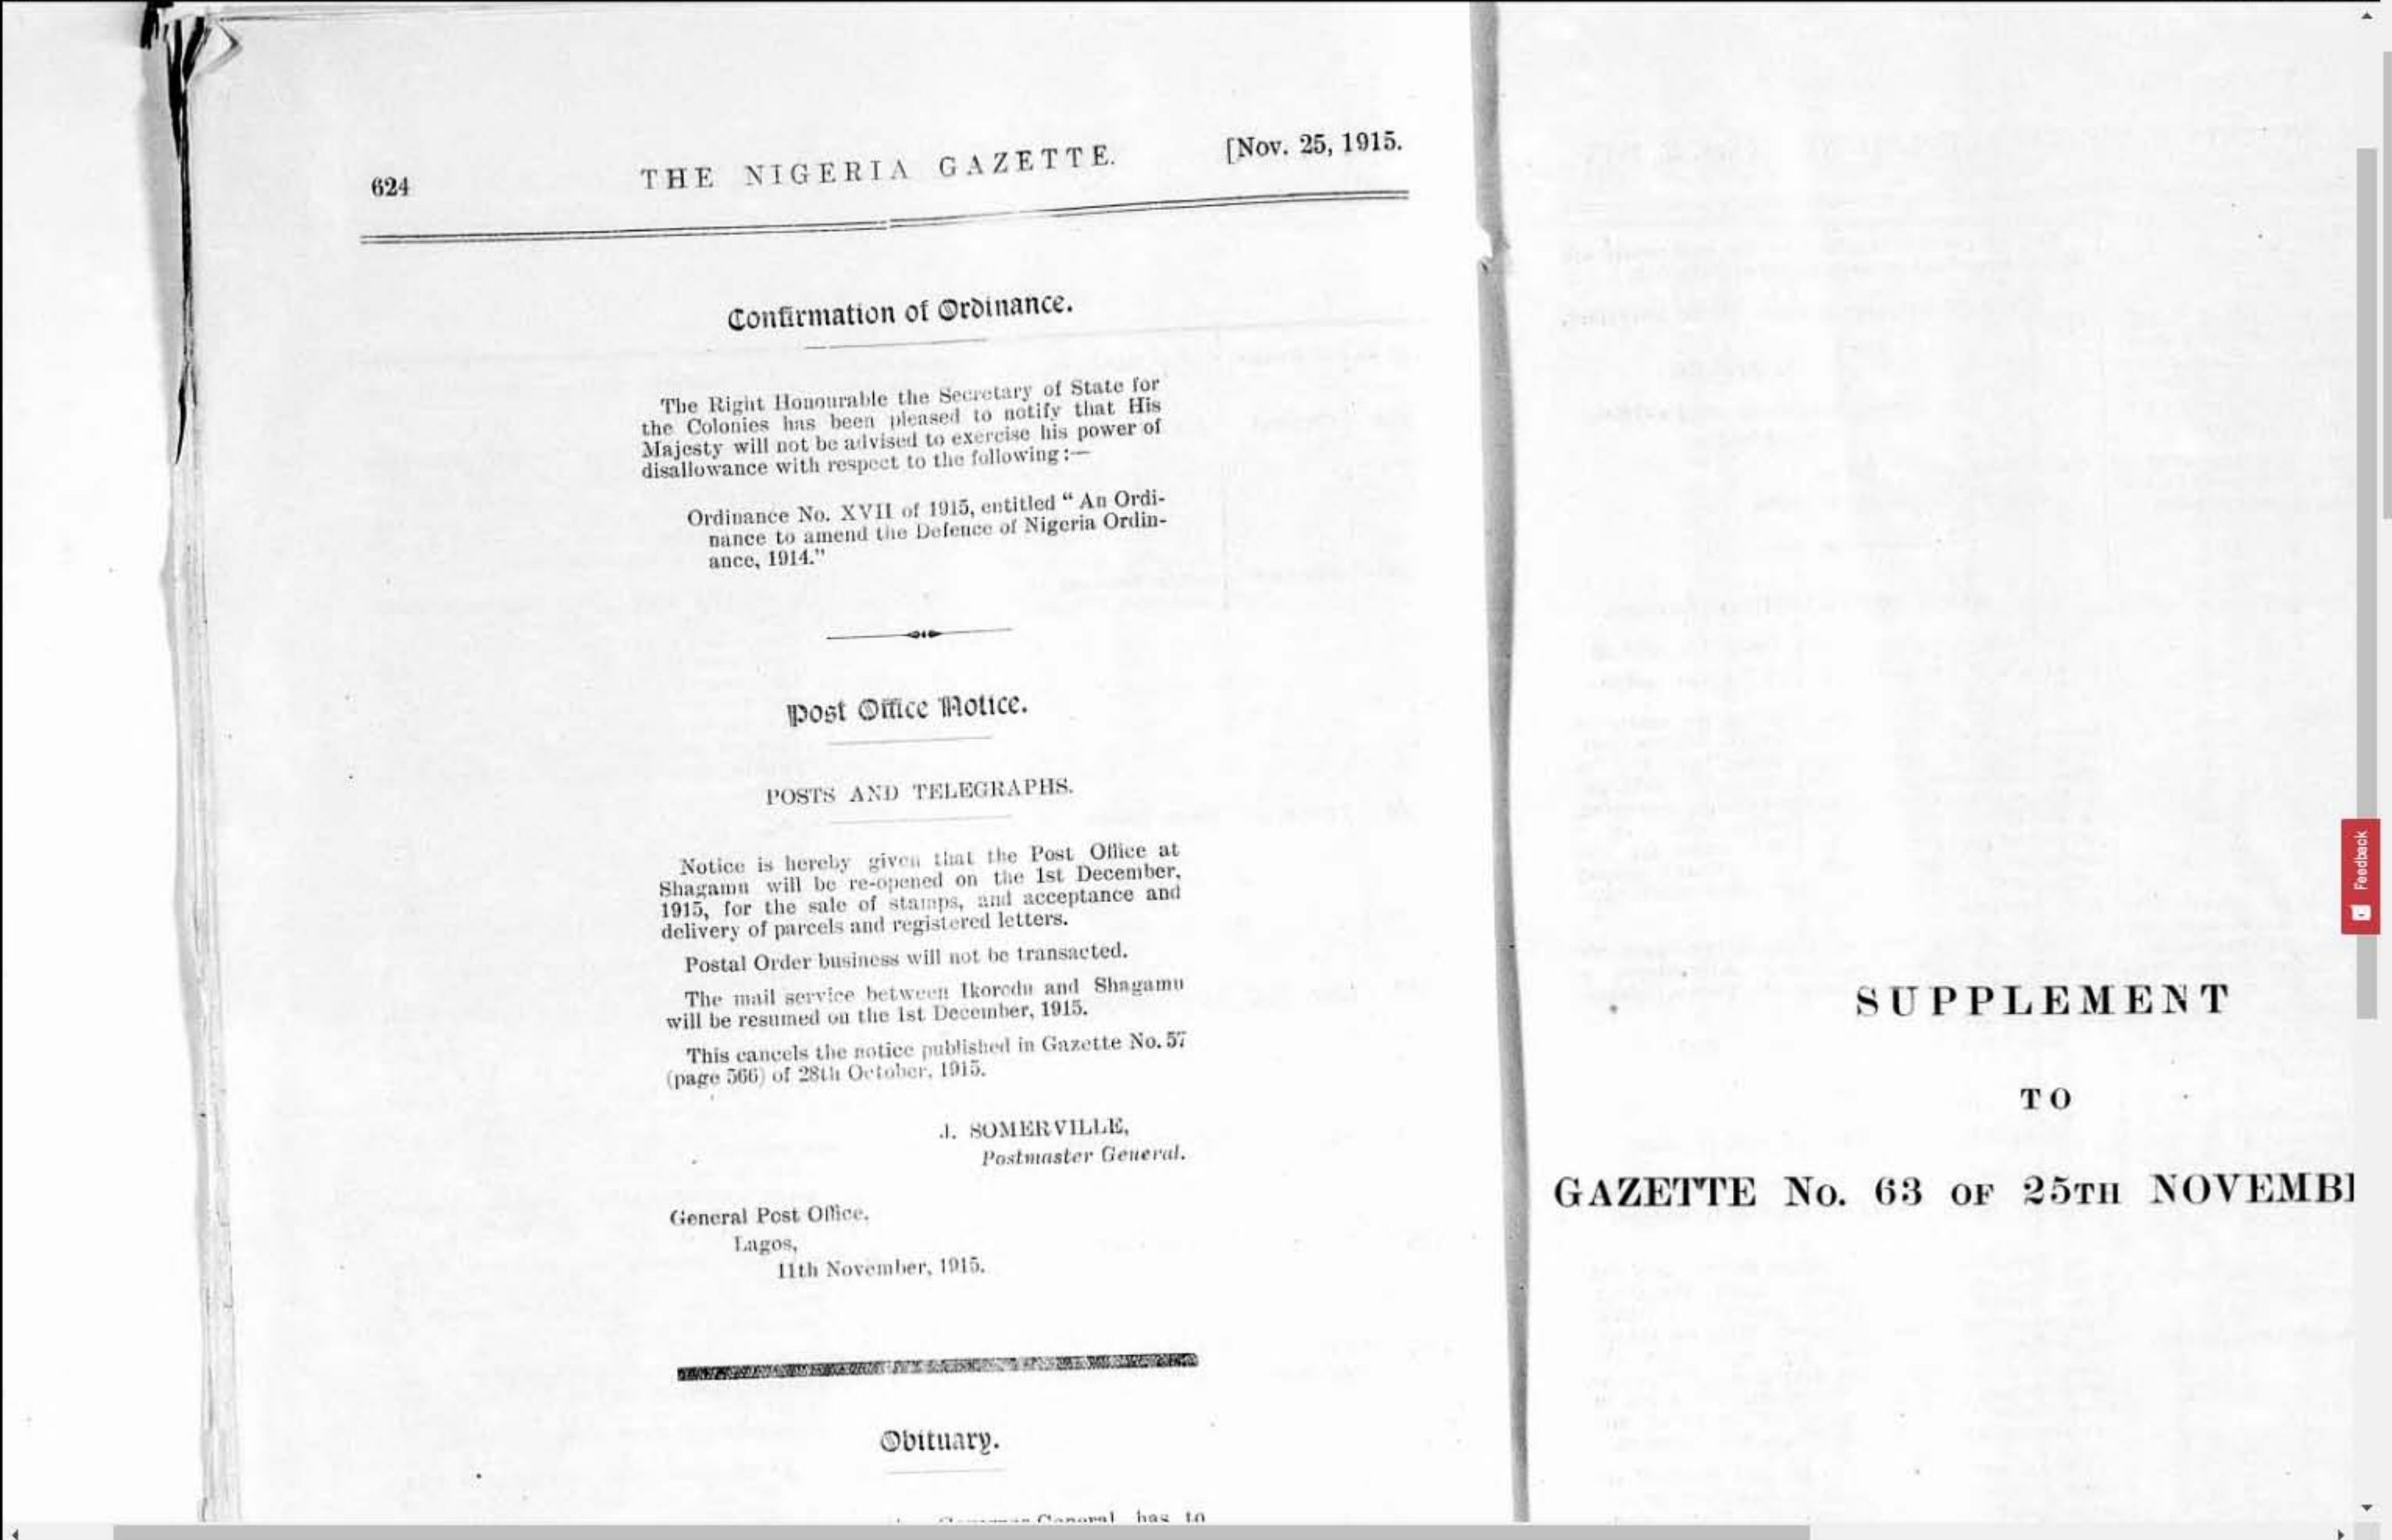 624
THE NIGERIA GAZETTE.
[Nov. 25, 1915.
Confirmation of Ordinance.
The Right Honourable the Secretary of State for
the Colonies has been pleased to notify that His
Majesty will not be advised to exercise his power of
disallowance with respect to the following:—
Ordinance No. XVII of 1915, entitled “ An Ordi-
nance to amend the Defence of Nigeria Ordin-
ance, 1914.”
Post Office Notice.
POSTS AND TELEGRAPHS.
Notice is hereby given that the Post Office at
Shagamu will be re-opened on the 1st December,
1915, for the sale of stamps, and acceptance and
delivery of parcels and registered letters.
Postal Order business will not be transacted.
The mail service between Ikorodu and Shagamu
will be resumed on the 1st December, 1915.
This cancels the notice published in Gazette No. 57
(page 566) of 28th October, 1915.
J. SOMERVILLE,
Postmaster General.
General Post Office,
Lagos,
11th November, 1915.
Obituary.
General has to
SUPPLEMENT
TO
GAZETTE No. 63 OF 25TH NOVEMB
Feedback